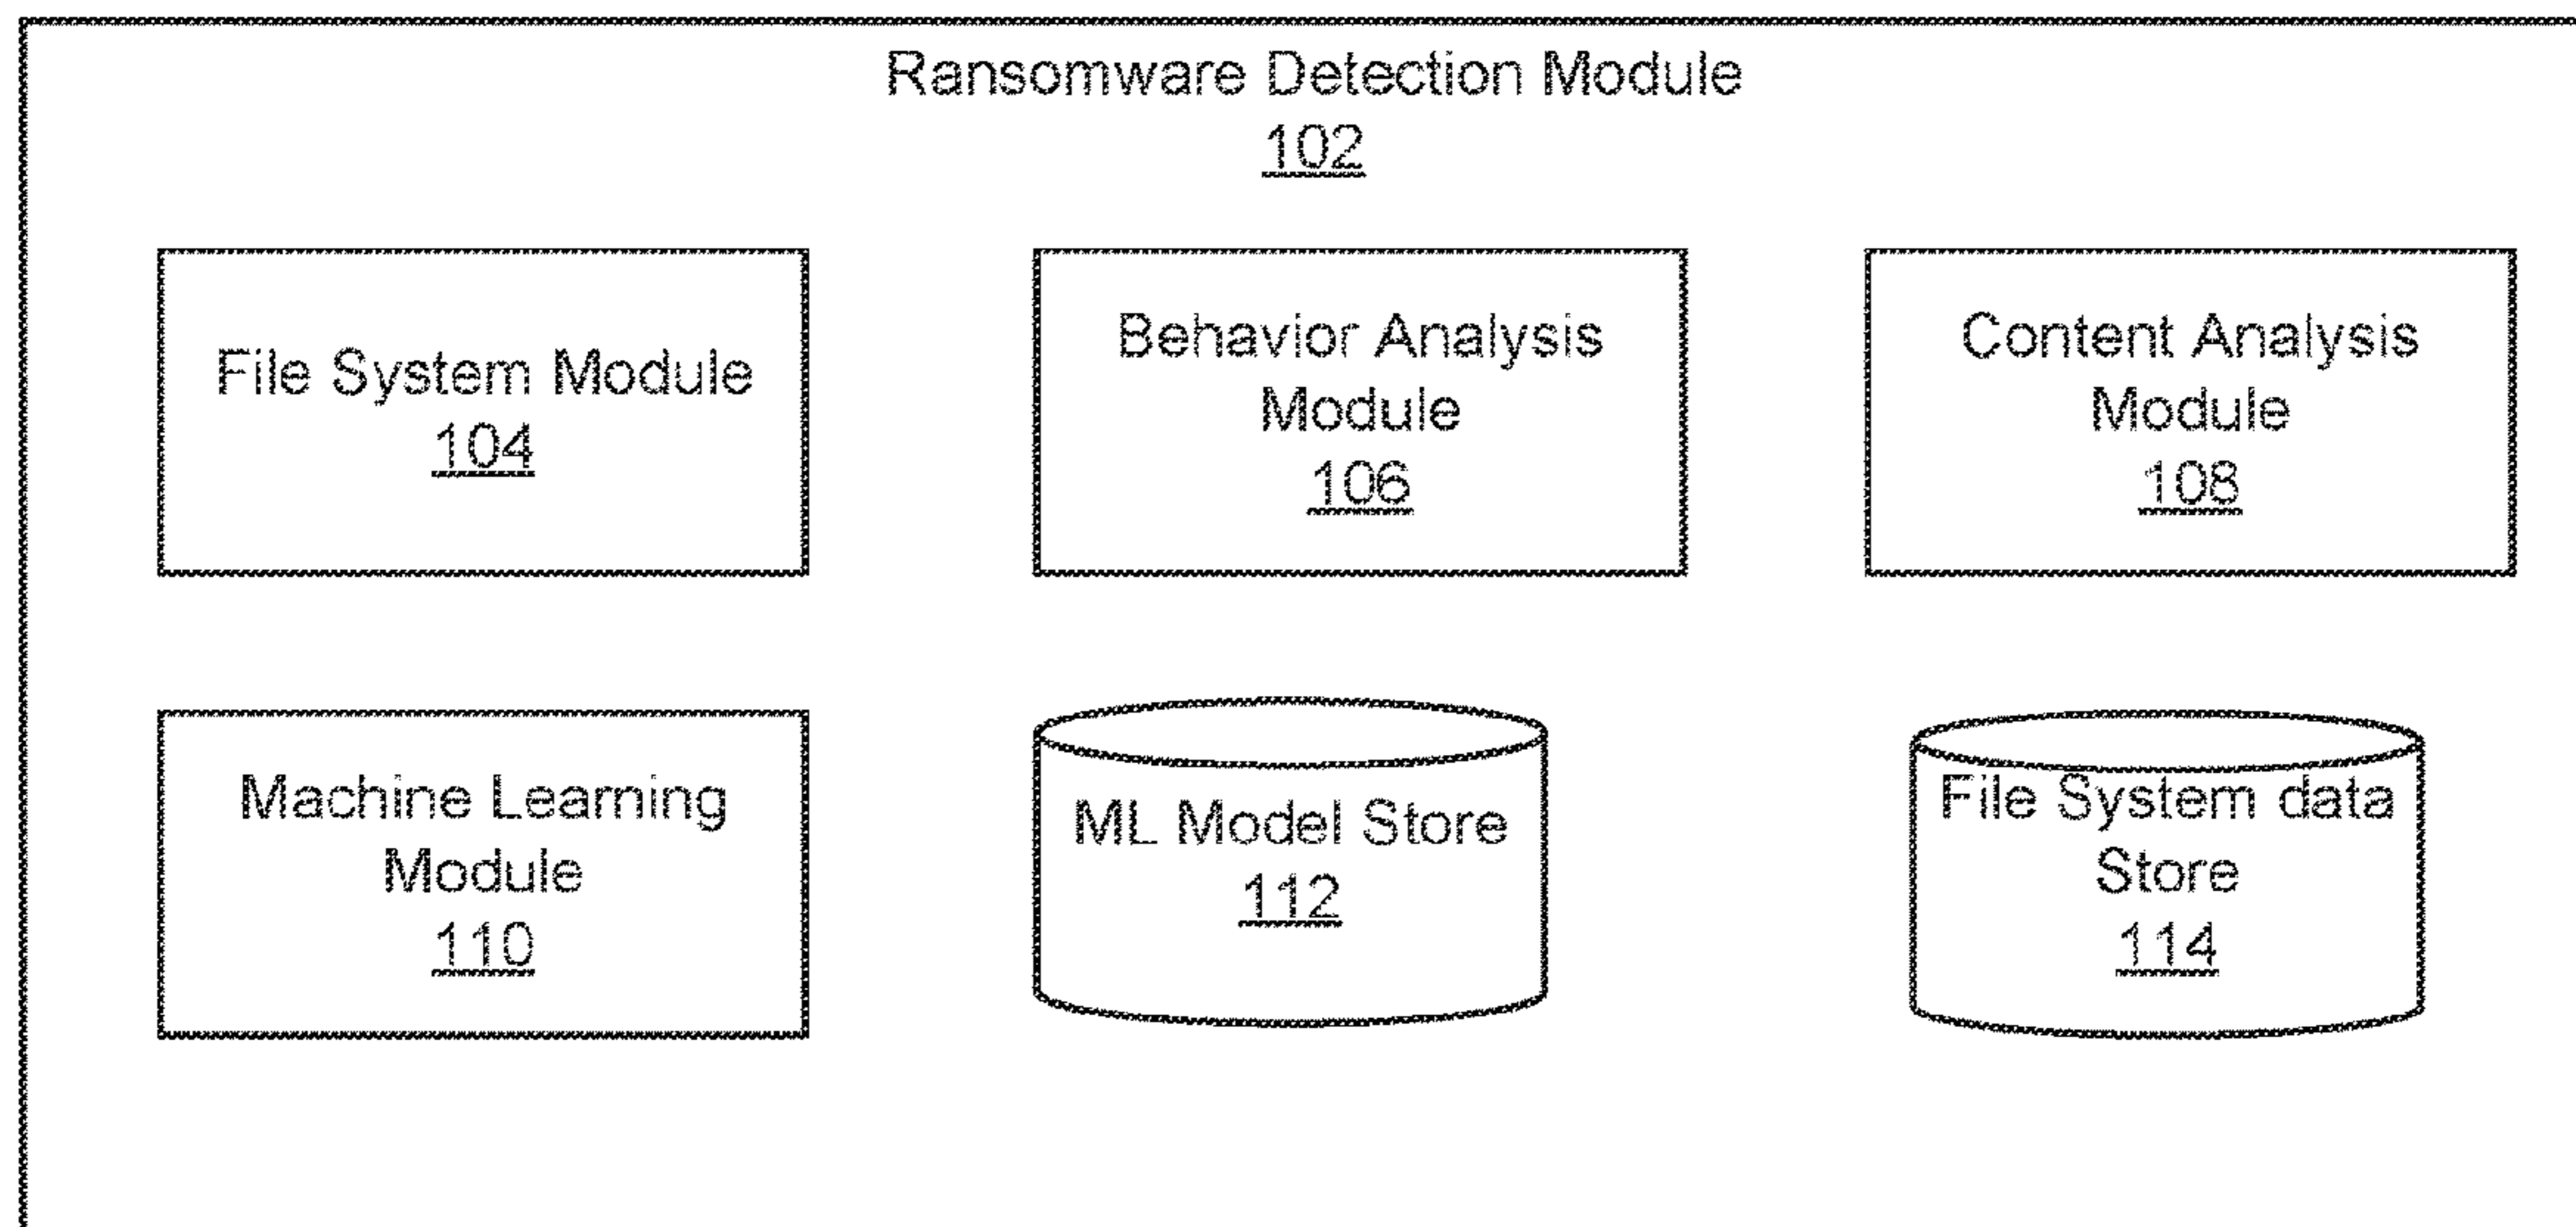 Ransomware Detection Module
102
File System Module
104
Behavior Analysis
Module
106
Content Analysis
Module
108
Machine Learning
Module
110
ML Model Store
112
File System data
Store
114